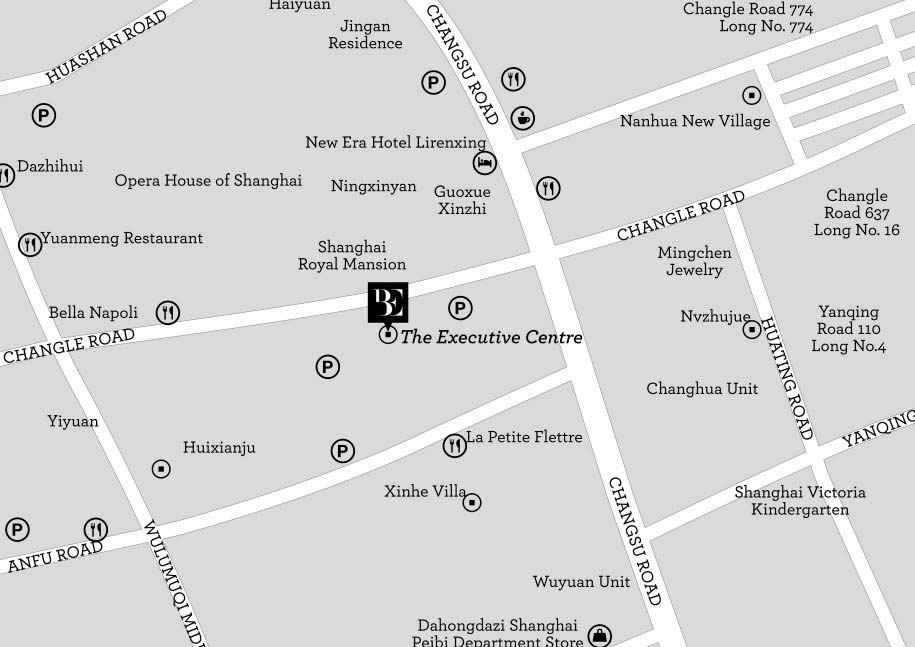 Haiyuan
Changle Road 774
Long No. 774
Jingan
Residence
HUASHAN ROAD
CHANGSU ROAD
P
P
Nanhua New Village
New Era Hotel Lirenxing
Dazhihui
Opera House of Shanghai
Ningxinyan
Guoxue
Xinzhi
Changle
Road 637
Long No. 16
CHANGLE ROAD
Yuanmeng Restaurant
Shanghai
Royal Mansion
Mingchen
Jewelry
Bella Napoli
P
Nvzhujue
Yanqing
Road 110
Long No.4
The Executive Centre
CHANGLE ROAD
P
HUATING ROAD
Changhua Unit
Yiyuan
YANQING
Huixianju
P
La Petite Flettre
Xinhe Villa
Shanghai Victoria
Kindergarten
P
ANFU ROAD
WULUMUQI MID
CHANGSU ROAD
Wuyuan Unit
Dahongdazi Shanghai
Peibi Department Store